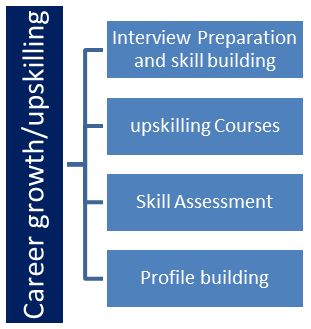 Career growth/upskilling
Interview Preparation
and skill building
upskilling Courses
Skill Assessment
Profile building